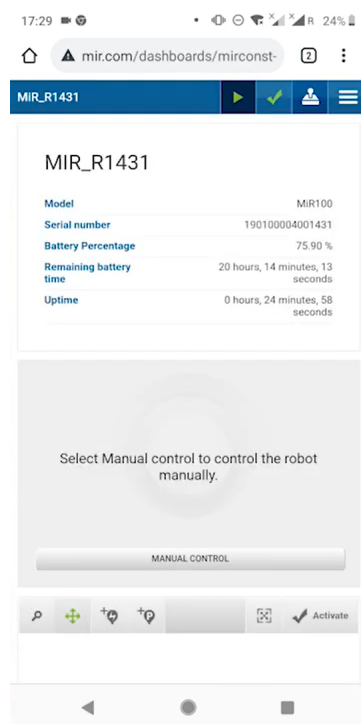 17:29 R 24%
mir.com/dashboards/mirconst- 2
MiR_R1431
MIR_R1431
Model MiR100
Serial number 190100004001431
Battery Percentage 75.90 %
Remaining battery 20 hours, 14 minutes, 13
time seconds
Uptime 0 hours, 24 minutes, 58
seconds
Select Manual control to control the robot
manually.
MANUAL CONTROL
Activate